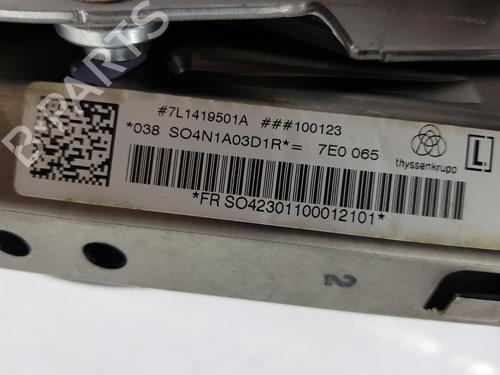 B-PARTS
#7L1419501A ###100123
*038 SO4N1A03D1R*= 7E0 065
thyssenkrupp
[L]
*FR SO42301100012101*
2